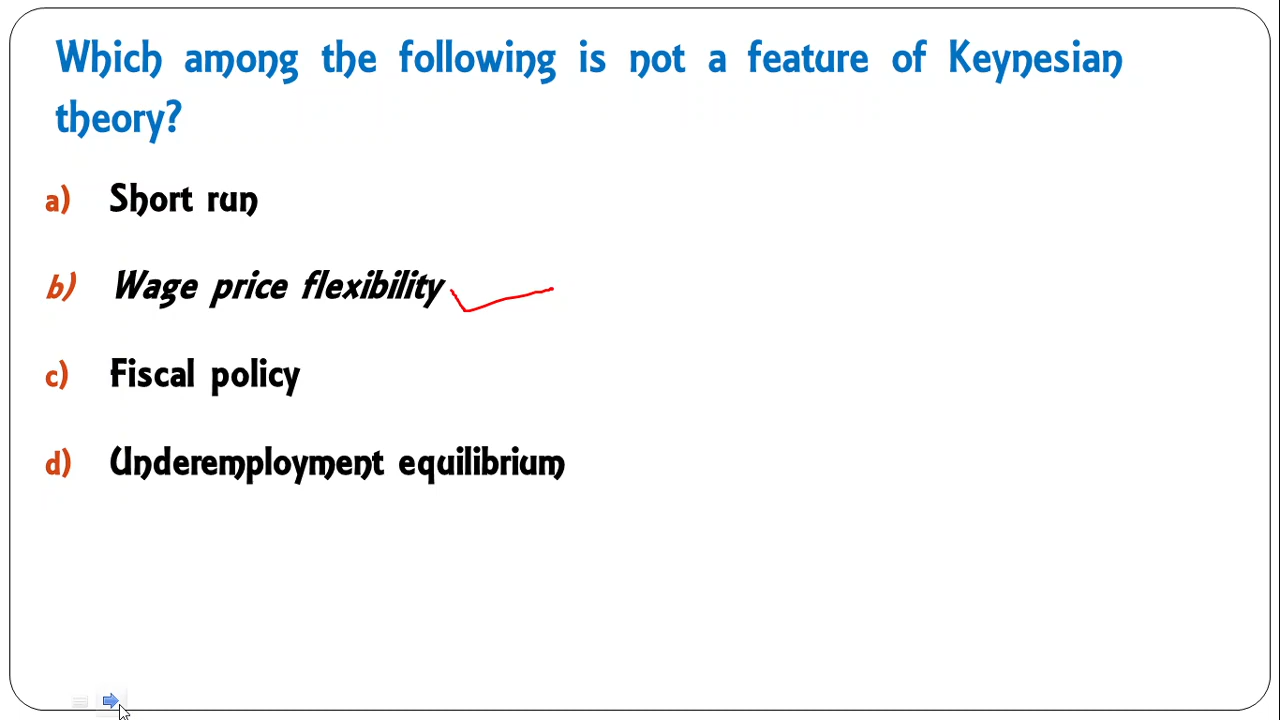 Which among the following is not a feature of Keynesian
theory?
a) Short run
b) Wage price flexibility
c) Fiscal policy
d) Underemployment equilibrium